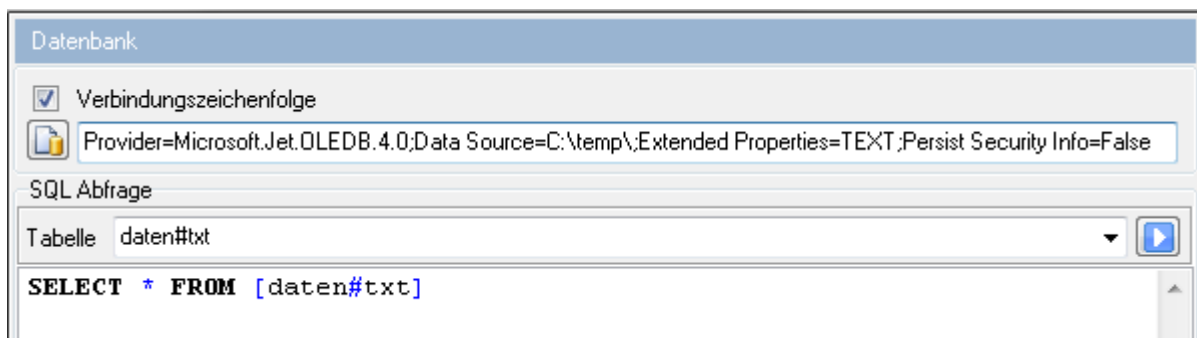 Datenbank
Verbindungszeichenfolge
Provider=Microsoft.Jet.OLEDB.4.0;Data Source=C:\temp\;Extended Properties=TEXT;Persist Security Info=False
SQL Abfrage
Tabelle daten#txt
SELECT * FROM [daten#txt]